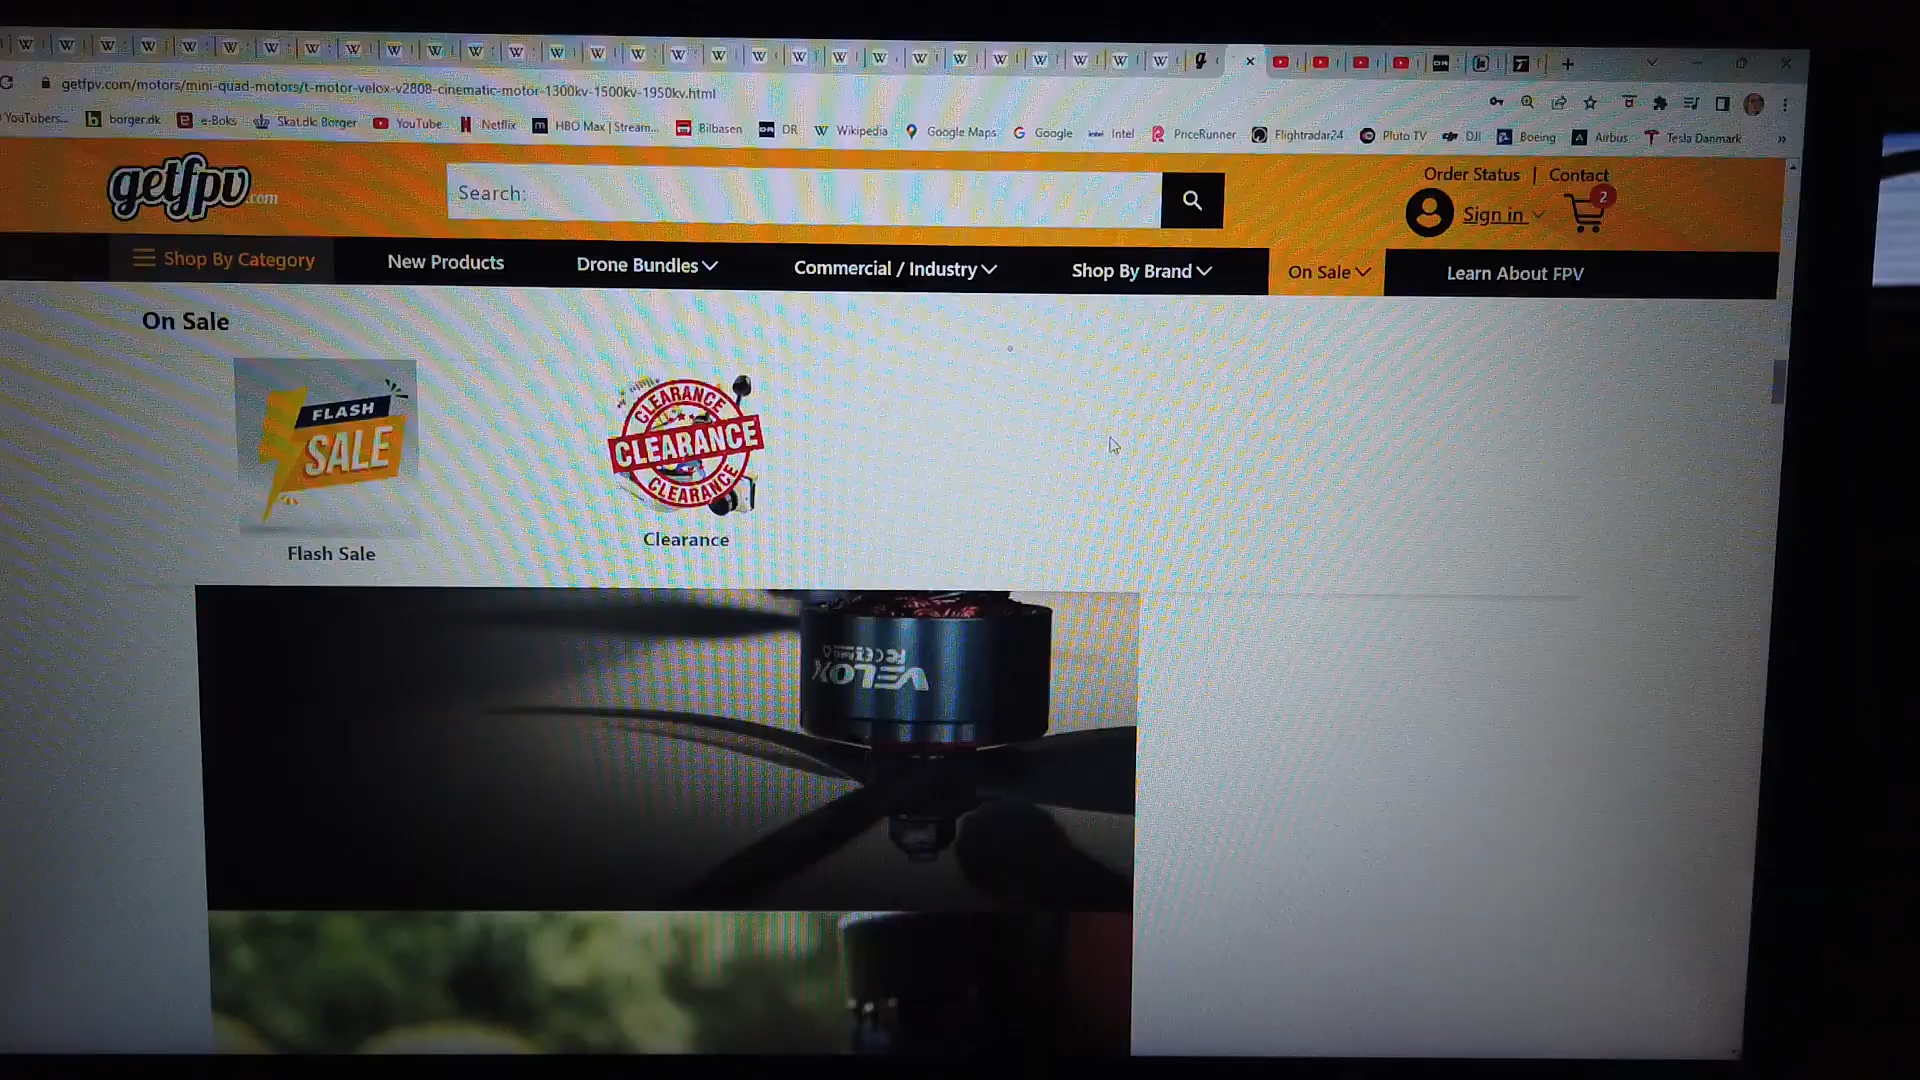 getfpv.com/motors/mini-quad-motors/t-motor-velox-v2808-cinematic-motor-1300kv-1500kv-1950kv.html
YouTubers... borger.dk e-Boks Skat.dk: Borger YouTube Netflix HBO Max | Stream... Bilbasen DR Wikipedia Google Maps Google Intel PriceRunner Flightradar24 Pluto TV DJI Boeing Airbus Tesla Danmark »
getfpv.com
Search:
Order Status | Contact
Sign in
2
Shop By Category New Products Drone Bundles Commercial / Industry Shop By Brand On Sale Learn About FPV
On Sale
FLASH
SALE
CLEARANCE
CLEARANCE
CLEARANCE
Flash Sale
Clearance
VELOX